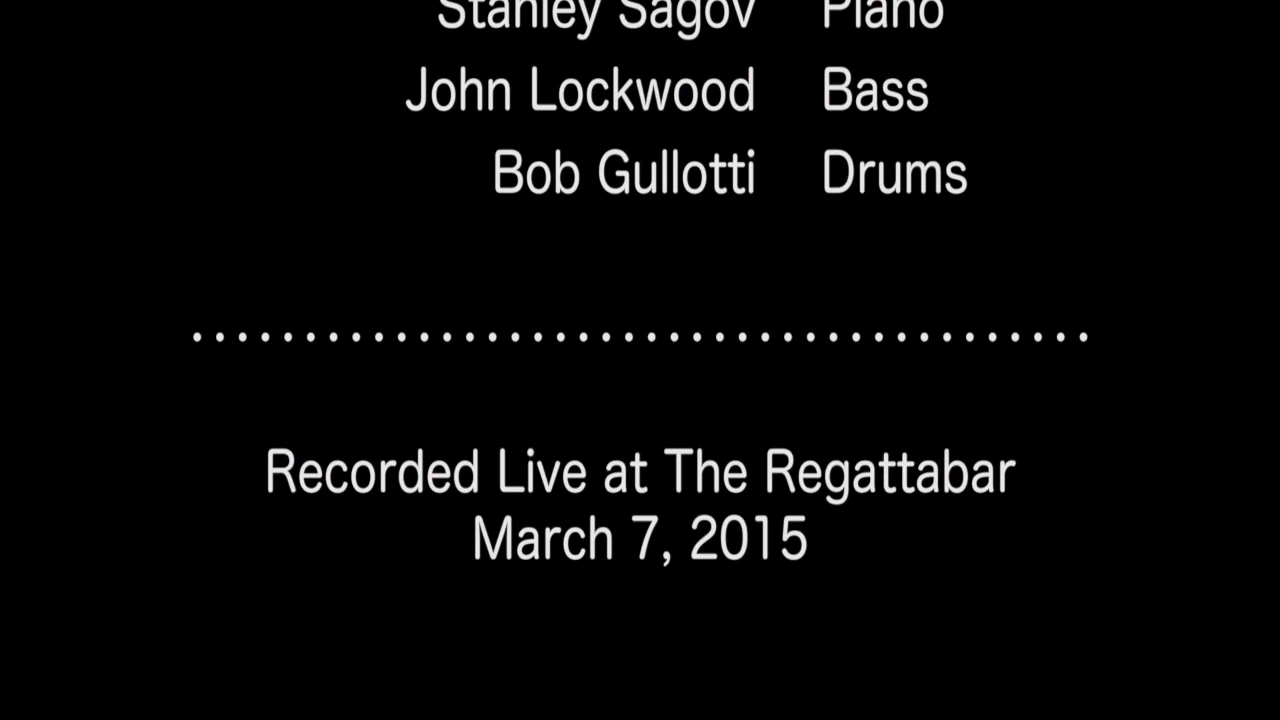 Stanley Sagov Piano
John Lockwood Bass
Bob Gullotti Drums
........................................
Recorded Live at The Regattabar
March 7, 2015